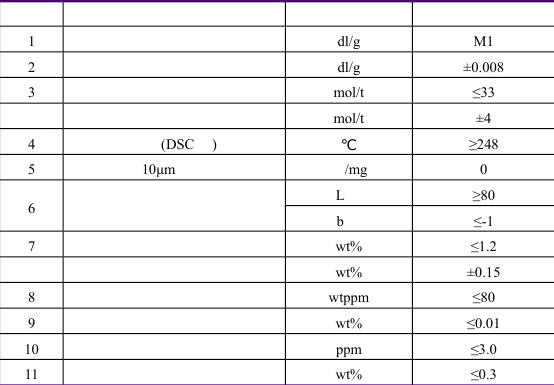 1 dl/g M1
2 dl/g ±0.008
3 mol/t ≤33
mol/t ±4
4 (DSC ) ℃ ≥248
5 10μm /mg 0
6 L ≥80
b ≤-1
7 wt% ≤1.2
wt% ±0.15
8 wtppm ≤80
9 wt% ≤0.01
10 ppm ≤3.0
11 wt% ≤0.3